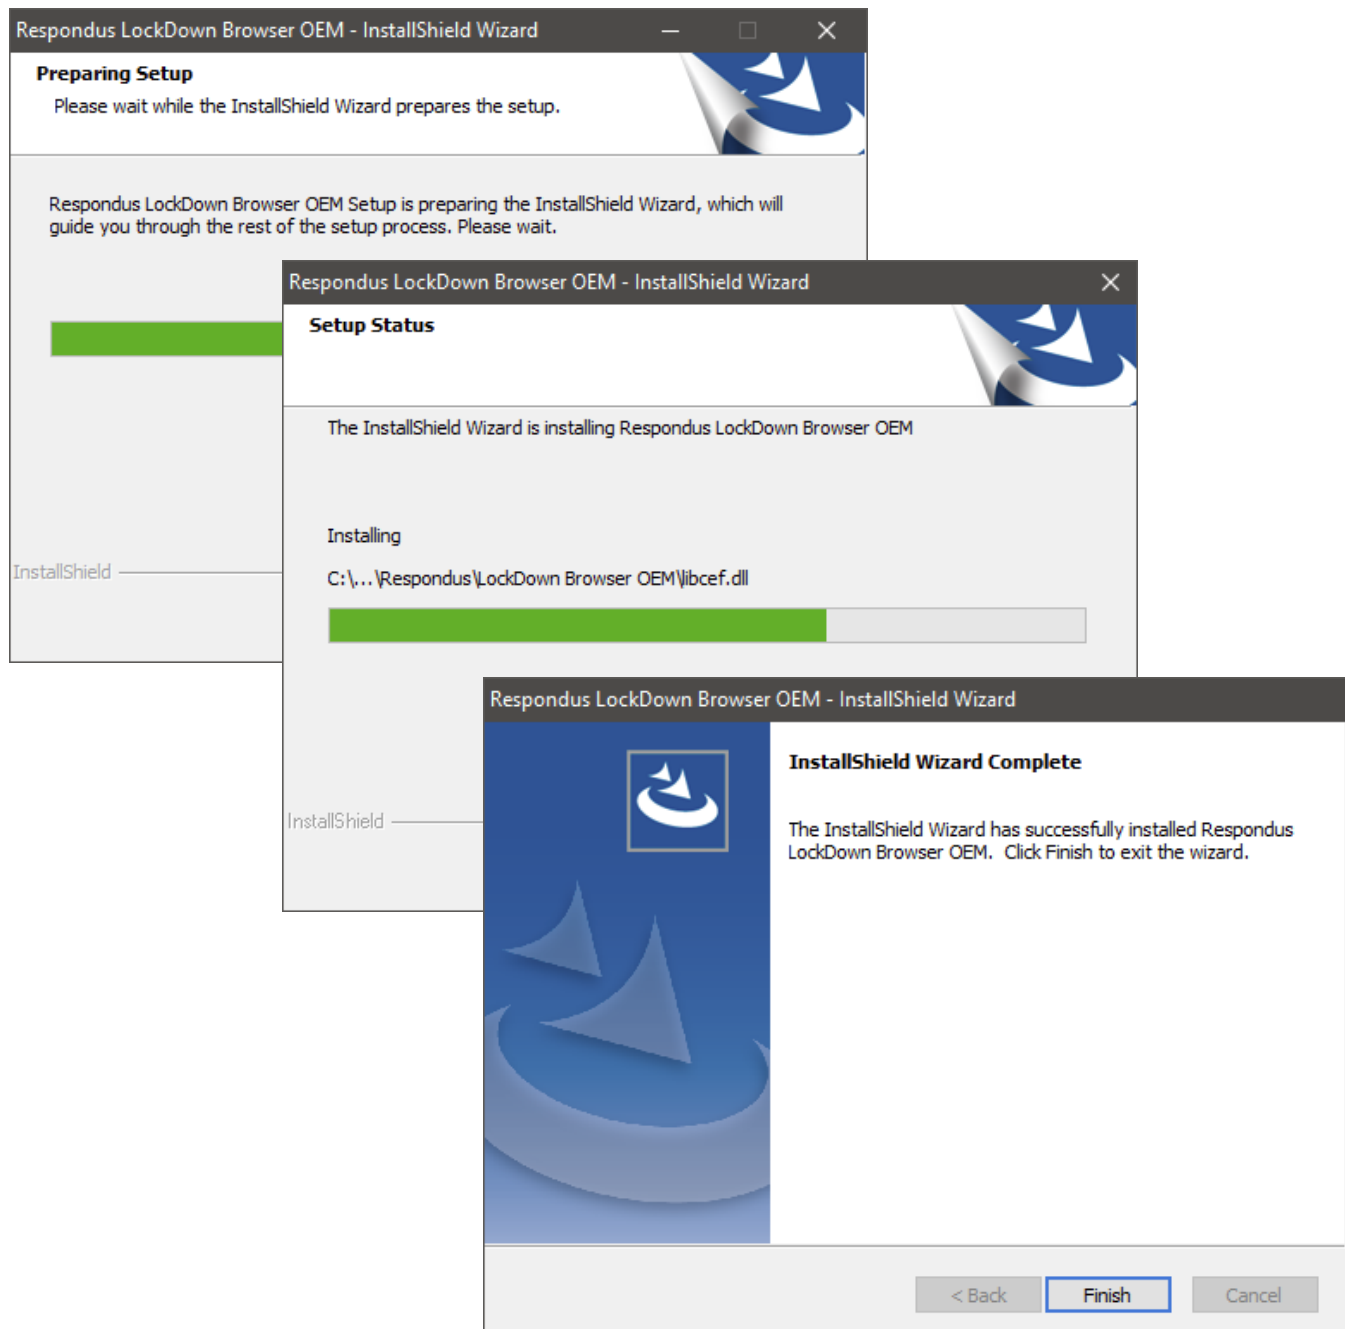 Respondus LockDown Browser OEM - InstallShield Wizard
Preparing Setup
Please wait while the InstallShield Wizard prepares the setup.
Respondus LockDown Browser OEM Setup is preparing the InstallShield Wizard, which will
guide you through the rest of the setup process. Please wait.
InstallShield
Respondus LockDown Browser OEM - InstallShield Wizard
Setup Status
The InstallShield Wizard is installing Respondus LockDown Browser OEM
Installing
C:\...\Respondus\LockDown Browser OEM\libcef.dll
InstallShield
Respondus LockDown Browser OEM - InstallShield Wizard
InstallShield Wizard Complete
The InstallShield Wizard has successfully installed Respondus
LockDown Browser OEM.  Click Finish to exit the wizard.
< Back Finish Cancel